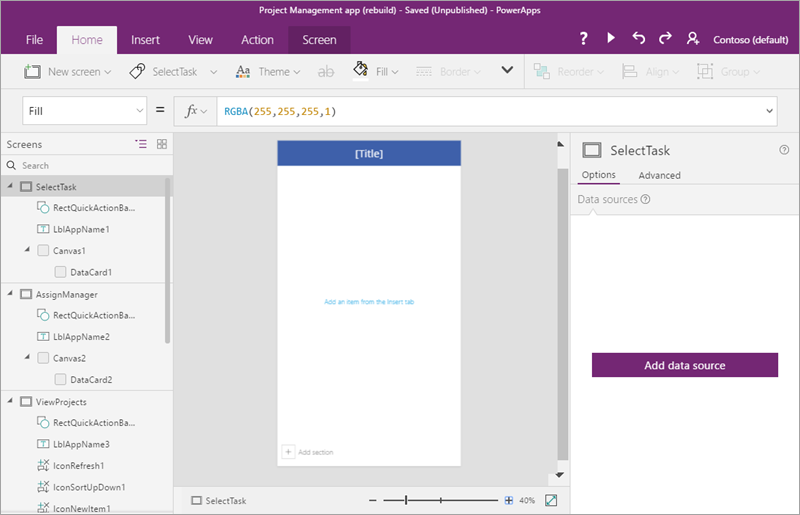 Project Management app (rebuild) - Saved (Unpublished) - PowerApps
File Home Insert View Action Screen ? Contoso (default)
New screen SelectTask Aa Theme ab Fill Border Reorder Align Group
Fill = fx RGBA(255,255,255,1)
Screens
Search
SelectTask
RectQuickActionBa...
LblAppName1
Canvas1
DataCard1
AssignManager
RectQuickActionBa...
LblAppName2
Canvas2
DataCard2
ViewProjects
RectQuickActionBa...
LblAppName3
IconRefresh1
IconSortUpDown1
IconNewItem1
[Title]
Add an item from the Insert tab
Add section
SelectTask 40%
SelectTask
Options Advanced
Data sources
Add data source